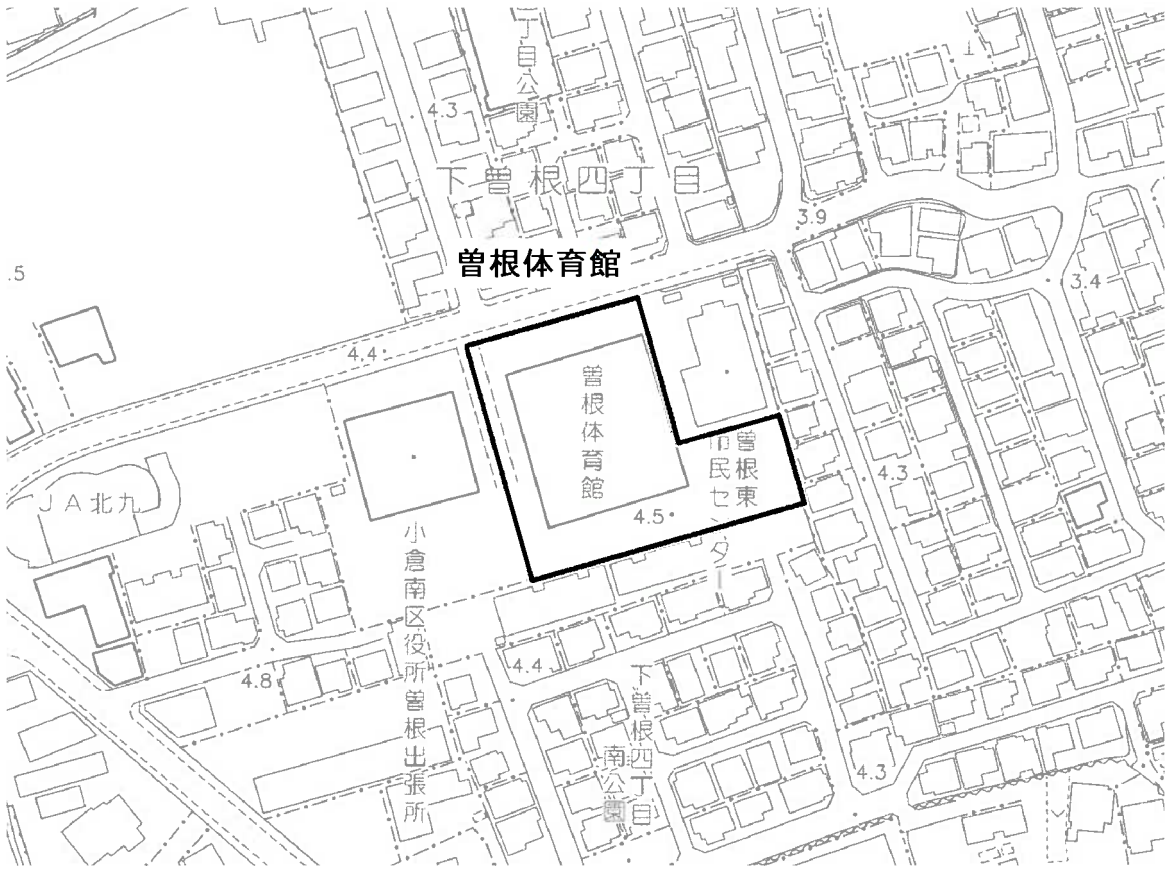 丁目公園
4.3
下曽根四丁目
3.9
曽根体育館
.5
3.4
4.4
曽根体育館
曽根東
市民センター
4.3
JA北九
4.5
小倉南区役所曽根出張所
4.4
4.8
下曽根四丁目
南公園
4.3